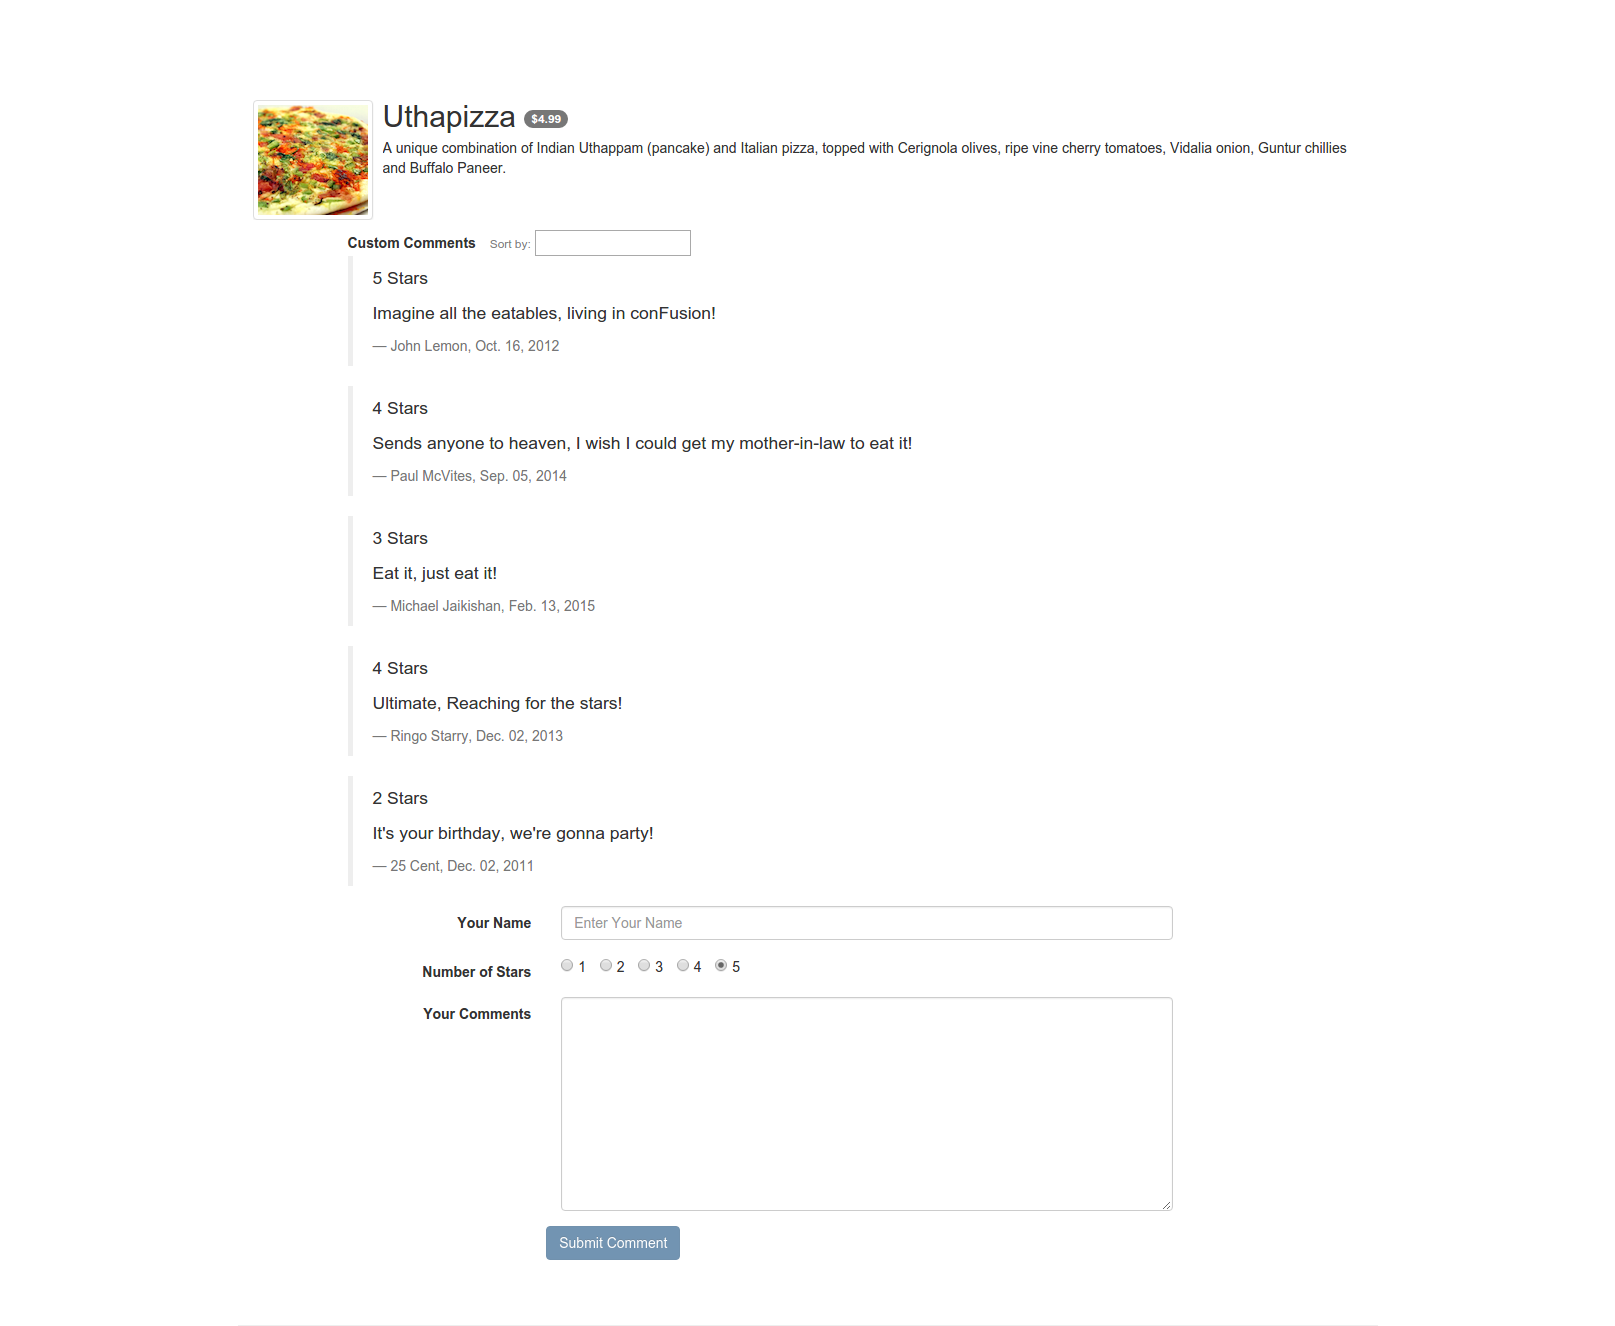 Uthapizza $4.99
A unique combination of Indian Uthappam (pancake) and Italian pizza, topped with Cerignola olives, ripe vine cherry tomatoes, Vidalia onion, Guntur chillies
and Buffalo Paneer.
Custom Comments Sort by:
5 Stars
Imagine all the eatables, living in conFusion!
— John Lemon, Oct. 16, 2012
4 Stars
Sends anyone to heaven, I wish I could get my mother-in-law to eat it!
— Paul McVites, Sep. 05, 2014
3 Stars
Eat it, just eat it!
— Michael Jaikishan, Feb. 13, 2015
4 Stars
Ultimate, Reaching for the stars!
— Ringo Starry, Dec. 02, 2013
2 Stars
It's your birthday, we're gonna party!
— 25 Cent, Dec. 02, 2011
Your Name Enter Your Name
Number of Stars 1 2 3 4 5
Your Comments
Submit Comment